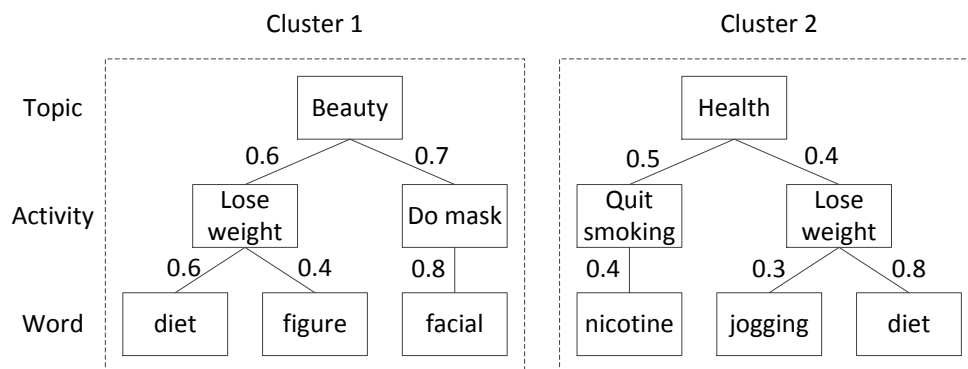 Cluster 1 Cluster 2
Topic Beauty Health
0.6 0.7 0.5 0.4
Activity Lose weight Do mask Quit smoking Lose weight
0.6 0.4 0.8 0.4 0.3 0.8
Word diet figure facial nicotine jogging diet